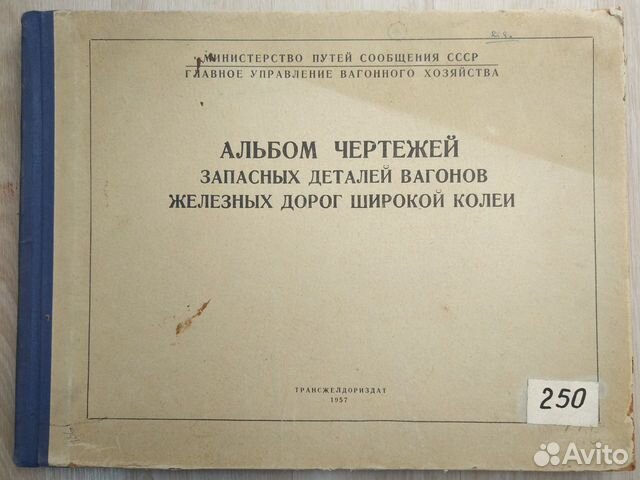 МИНИСТЕРСТВО ПУТЕЙ СООБЩЕНИЯ СССР
ГЛАВНОЕ УПРАВЛЕНИЕ ВАГОННОГО ХОЗЯЙСТВА
АЛЬБОМ ЧЕРТЕЖЕЙ
ЗАПАСНЫХ ДЕТАЛЕЙ ВАГОНОВ
ЖЕЛЕЗНЫХ ДОРОГ ШИРОКОЙ КОЛЕИ
ТРАНСЖЕЛДОРИЗДАТ
1957
250
Avito